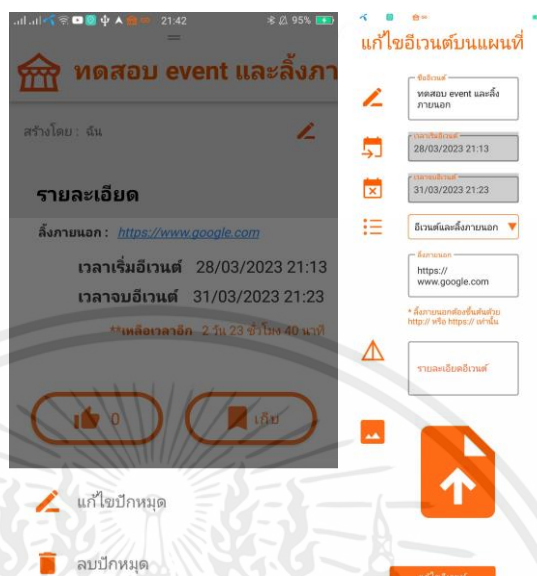 21:42
95%
ทดสอบ event และลิ้งภา
สร้างโดย : ฉัน
รายละเอียด
ลิ้งภายนอก : https://www.google.com
เวลาเริ่มอีเวนต์ 28/03/2023 21:13
เวลาจบอีเวนต์ 31/03/2023 21:23
**เหลือเวลาอีก 2 วัน 23 ชั่วโมง 40 นาที
0
เก็บ
แก้ไขปักหมุด
ลบปักหมุด
แก้ไขอีเวนต์บนแผนที่
ชื่ออีเวนต์
ทดสอบ event และลิ้ง
ภายนอก
เวลาเริ่มอีเวนต์
28/03/2023 21:13
เวลาจบอีเวนต์
31/03/2023 21:23
อีเวนต์และลิ้งภายนอก
ลิ้งภายนอก
https://
www.google.com
* ลิ้งภายนอกต้องขึ้นต้นด้วย
http:// หรือ https:// เท่านั้น
รายละเอียดอีเวนต์